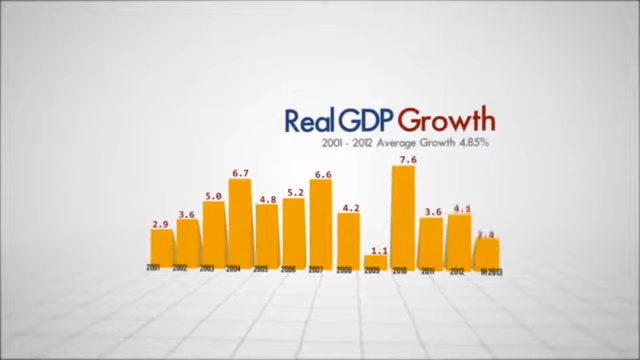 Real GDP Growth
2001 - 2012 Average Growth 4.85%
2.9 3.6 5.0 6.7 4.8 5.2 6.6 4.2 1.1 7.6 3.6
2001 2002 2003 2004 2005 2006 2007 2008 2009 2010 2011 2012 1H 2013